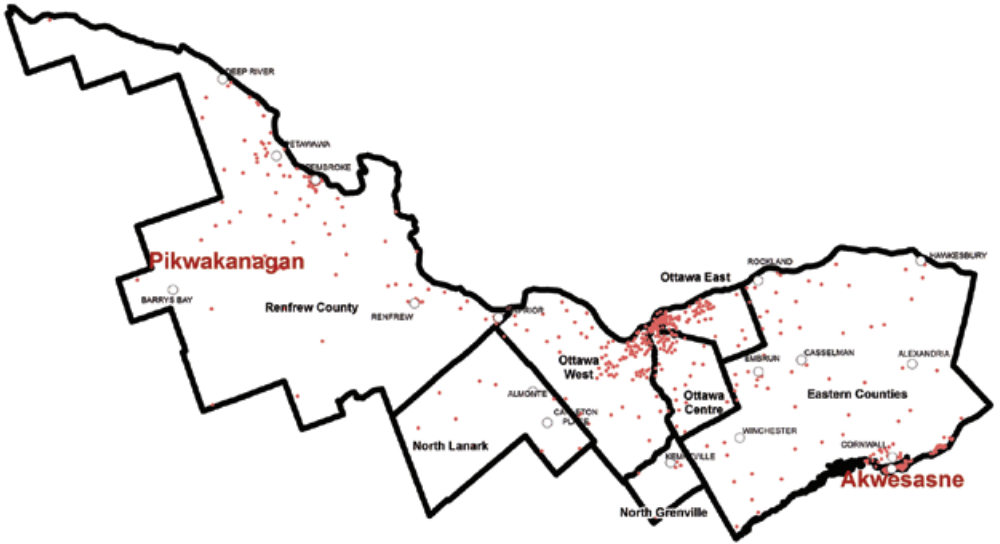 DEEP RIVER
PETAWAWA
PEMBROKE
Pikwakanagan
BARRYS BAY
Renfrew County
RENFREW
Ottawa East
ROCKLAND
HAWKESBURY
Ottawa
West
EMBRUN
CASSELMAN
ALEXANDRIA
ALMONTE
Ottawa
Centre
Eastern Counties
CARLETON
PLACE
North Lanark
WINCHESTER
CORNWALL
KEMPTVILLE
Akwesasne
North Grenville